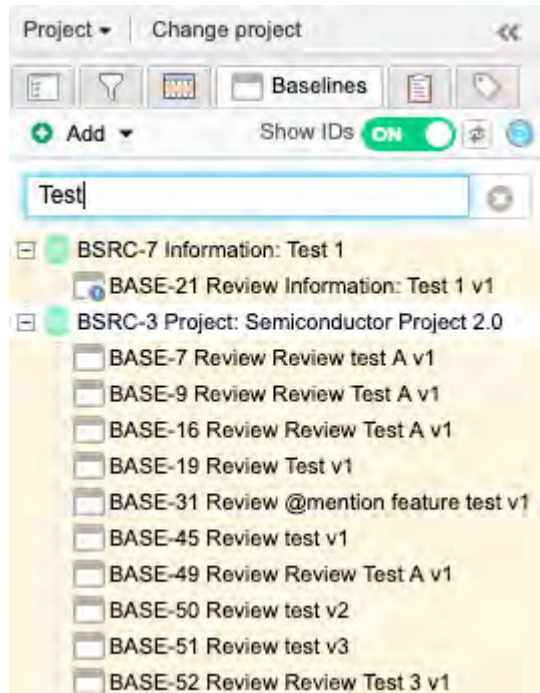 Project Change project
Baselines
Add Show IDs ON
Test
BSRC-7 Information: Test 1
BASE-21 Review Information: Test 1 v1
BSRC-3 Project: Semiconductor Project 2.0
BASE-7 Review Review test A v1
BASE-9 Review Review Test A v1
BASE-16 Review Review Test A v1
BASE-19 Review Test v1
BASE-31 Review @mention feature test v1
BASE-45 Review test v1
BASE-49 Review Review Test A v1
BASE-50 Review test v2
BASE-51 Review test v3
BASE-52 Review Review Test 3 v1